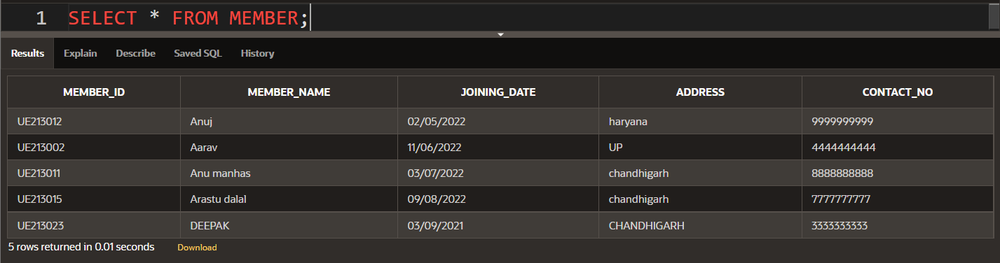 1 SELECT * FROM MEMBER;
Results Explain Describe Saved SQL History
MEMBER_ID MEMBER_NAME JOINING_DATE ADDRESS CONTACT_NO
UE213012 Anuj 02/05/2022 haryana 9999999999
UE213002 Aarav 11/06/2022 UP 4444444444
UE213011 Anu manhas 03/07/2022 chandhigarh 8888888888
UE213015 Arastu dalal 09/08/2022 chandhigarh 7777777777
UE213023 DEEPAK 03/09/2021 CHANDHIGARH 3333333333
5 rows returned in 0.01 seconds Download